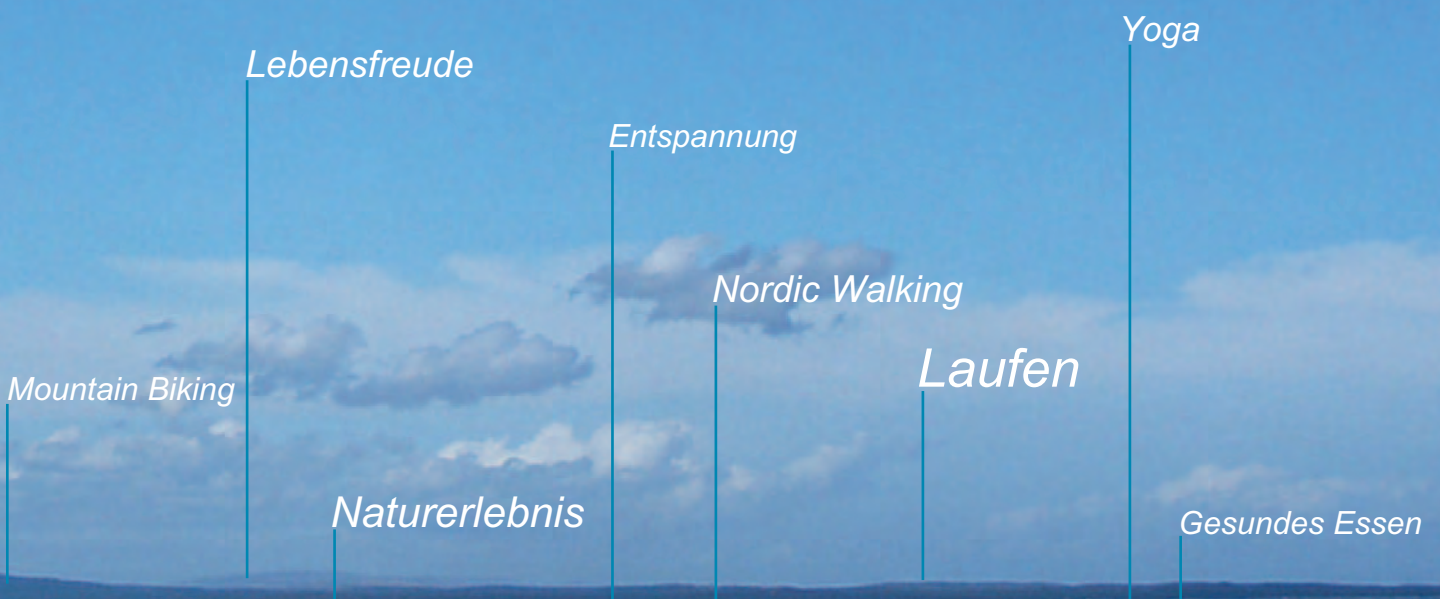 Yoga
Lebensfreude
Entspannung
Nordic Walking
Laufen
Mountain Biking
Naturerlebnis
Gesundes Essen